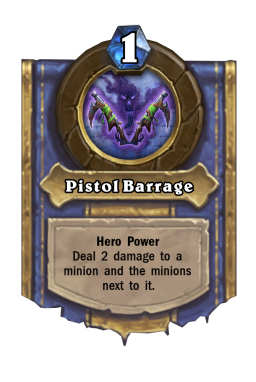 1
Pistol Barrage
Hero Power
Deal 2 damage to a
minion and the minions
next to it.